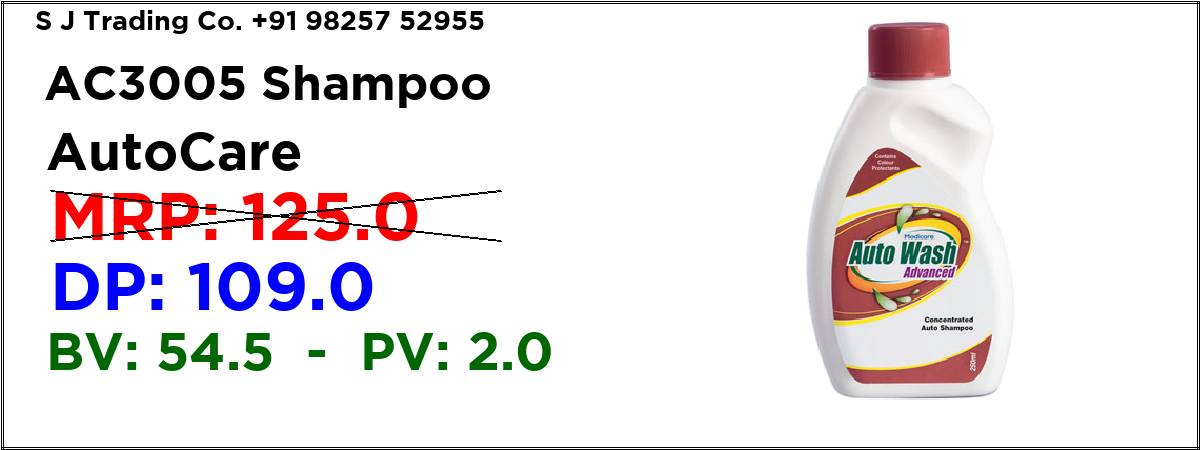 S J Trading Co. +91 98257 52955
AC3005 Shampoo
AutoCare
MRP: 125.0
DP: 109.0
BV: 54.5 - PV: 2.0
Contains
Colour
Protectants
Modicare
Auto Wash
Advanced
Concentrated
Auto Shampoo
250ml